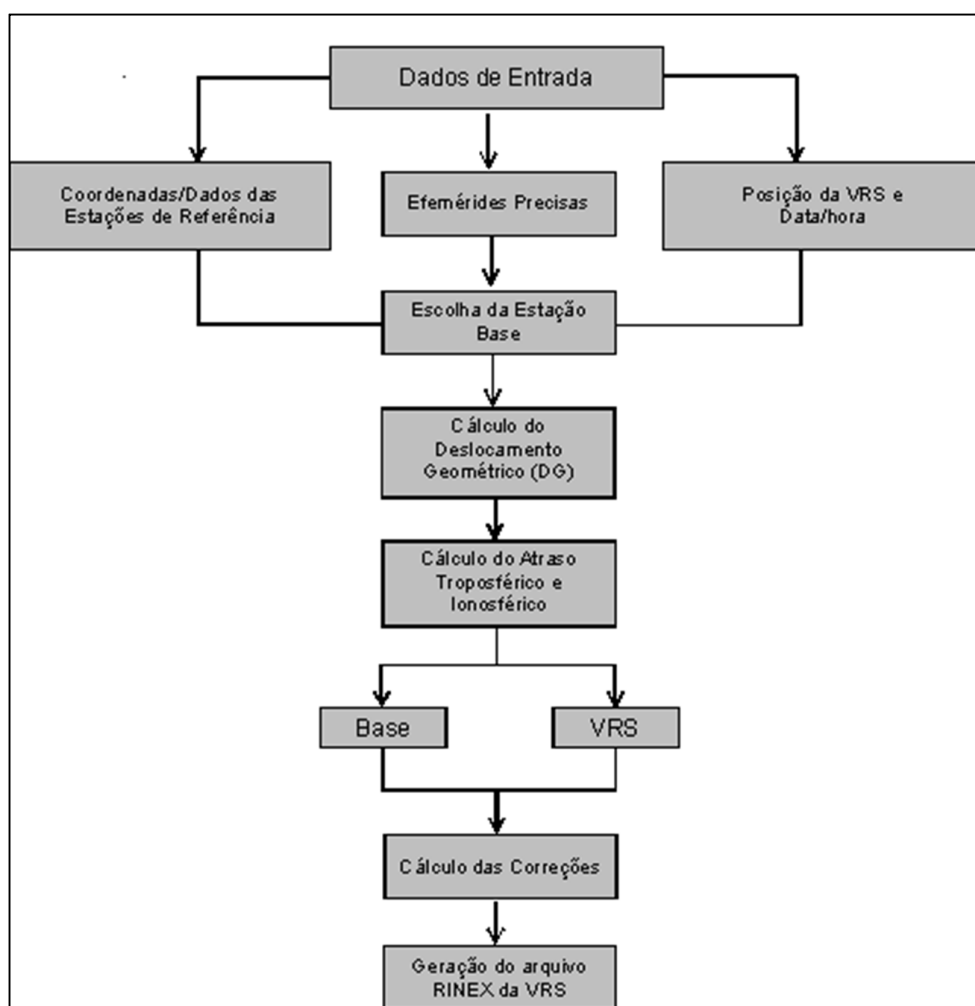 Dados de Entrada
Coordenadas/Dados das
Estações de Referência
Efemérides Precisas
Posição da VRS e
Data/hora
Escolha da Estação
Base
Cálculo do
Deslocamento
Geométrico (DG)
Cálculo do Atraso
Troposférico e
Ionosférico
Base
VRS
Cálculo das Correções
Geração do arquivo
RINEX da VRS